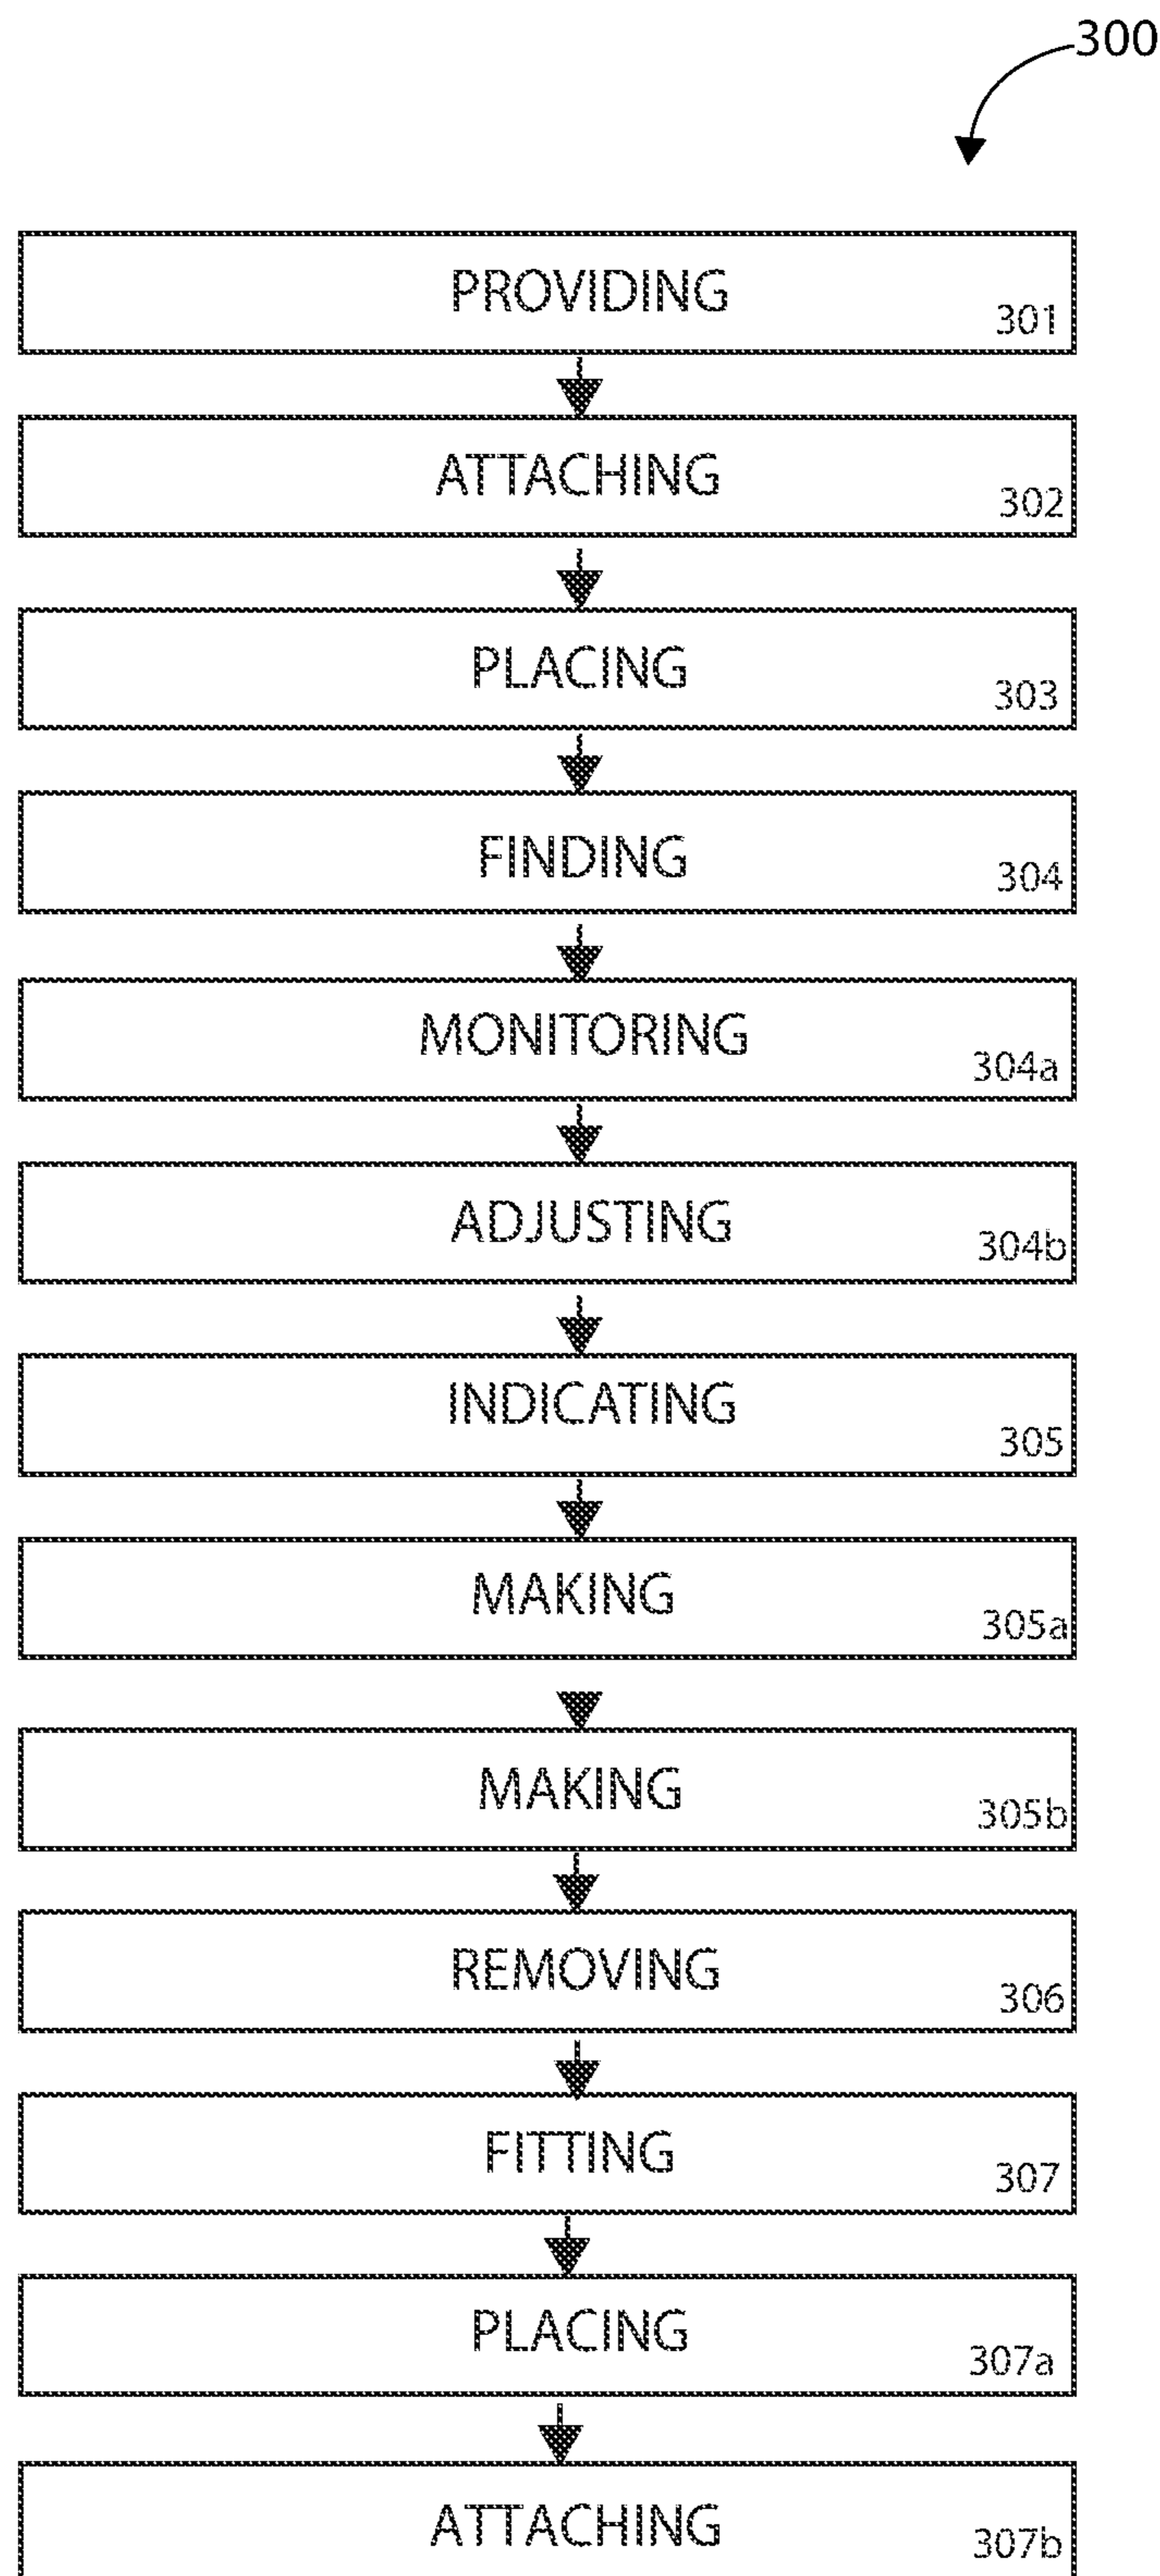 300
PROVIDING
301
ATTACHING
302
PLACING
303
FINDING
304
MONITORING
304a
ADJUSTING
304b
INDICATING
305
MAKING
305a
MAKING
305b
REMOVING
306
FITTING
307
PLACING
307a
ATTACHING
307b